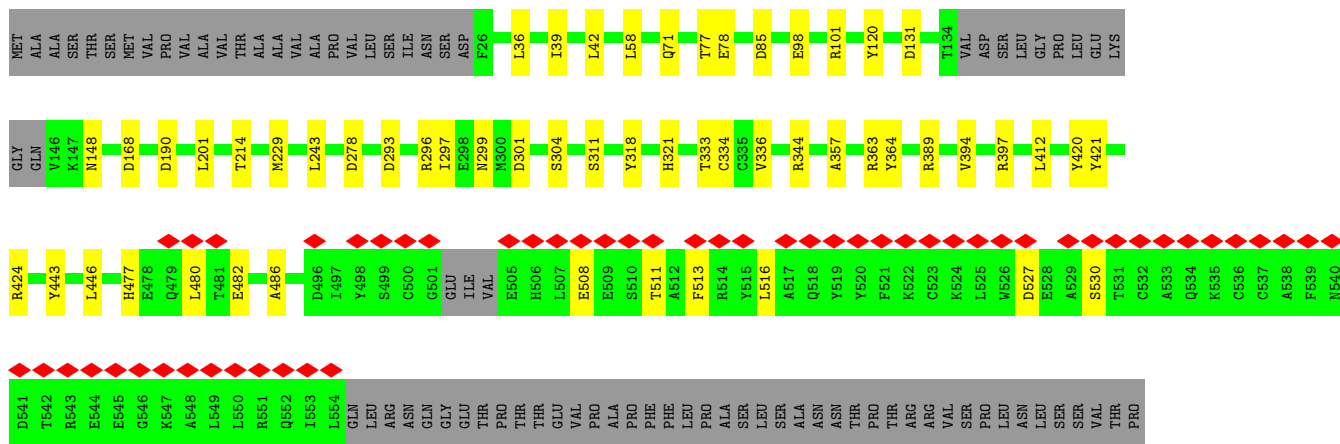 MET ALA ALA SER THR SER MET VAL PRO VAL ALA VAL THR ALA ALA VAL ALA PRO VAL LEU SER ILE ASN SER ASP F26 L36 I39 L42 L58 Q71 T77 E78 D85 E98 R101 Y120 D131 T134 VAL ASP SER LEU GLY PRO LEU GLU LYS
GLY GLN V146 K147 N148 D168 D190 L201 T214 M229 L243 D278 D293 R296 I297 E298 N299 M300 D301 S304 S311 Y318 H321 T333 C334 C335 V336 R344 A357 R363 Y364 R389 V394 R397 L412 Y420 Y421
R424 Y443 L446 H477 E478 Q479 L480 T481 E482 A486 D496 I497 Y498 S499 C500 G501 GLU ILE VAL E505 H506 L507 E508 E509 S510 T511 A512 F513 R514 Y515 L516 A517 Q518 Y519 Y520 F521 K522 C523 K524 L525 W526 D527 E528 A529 S530 T531 C532 A533 Q534 K535 C536 C537 A538 F539 N540
D541 T542 R543 E544 E545 G546 K547 A548 L549 L550 R551 Q552 I553 L554 GLN LEU ARG ASN GLN GLY GLU THR PRO THR THR GLU VAL PRO ALA PRO PHE PHE LEU PRO ALA SER LEU SER ALA ASN ASN THR PRO THR ARG ARG VAL SER PRO LEU ASN LEU SER SER VAL THR PRO